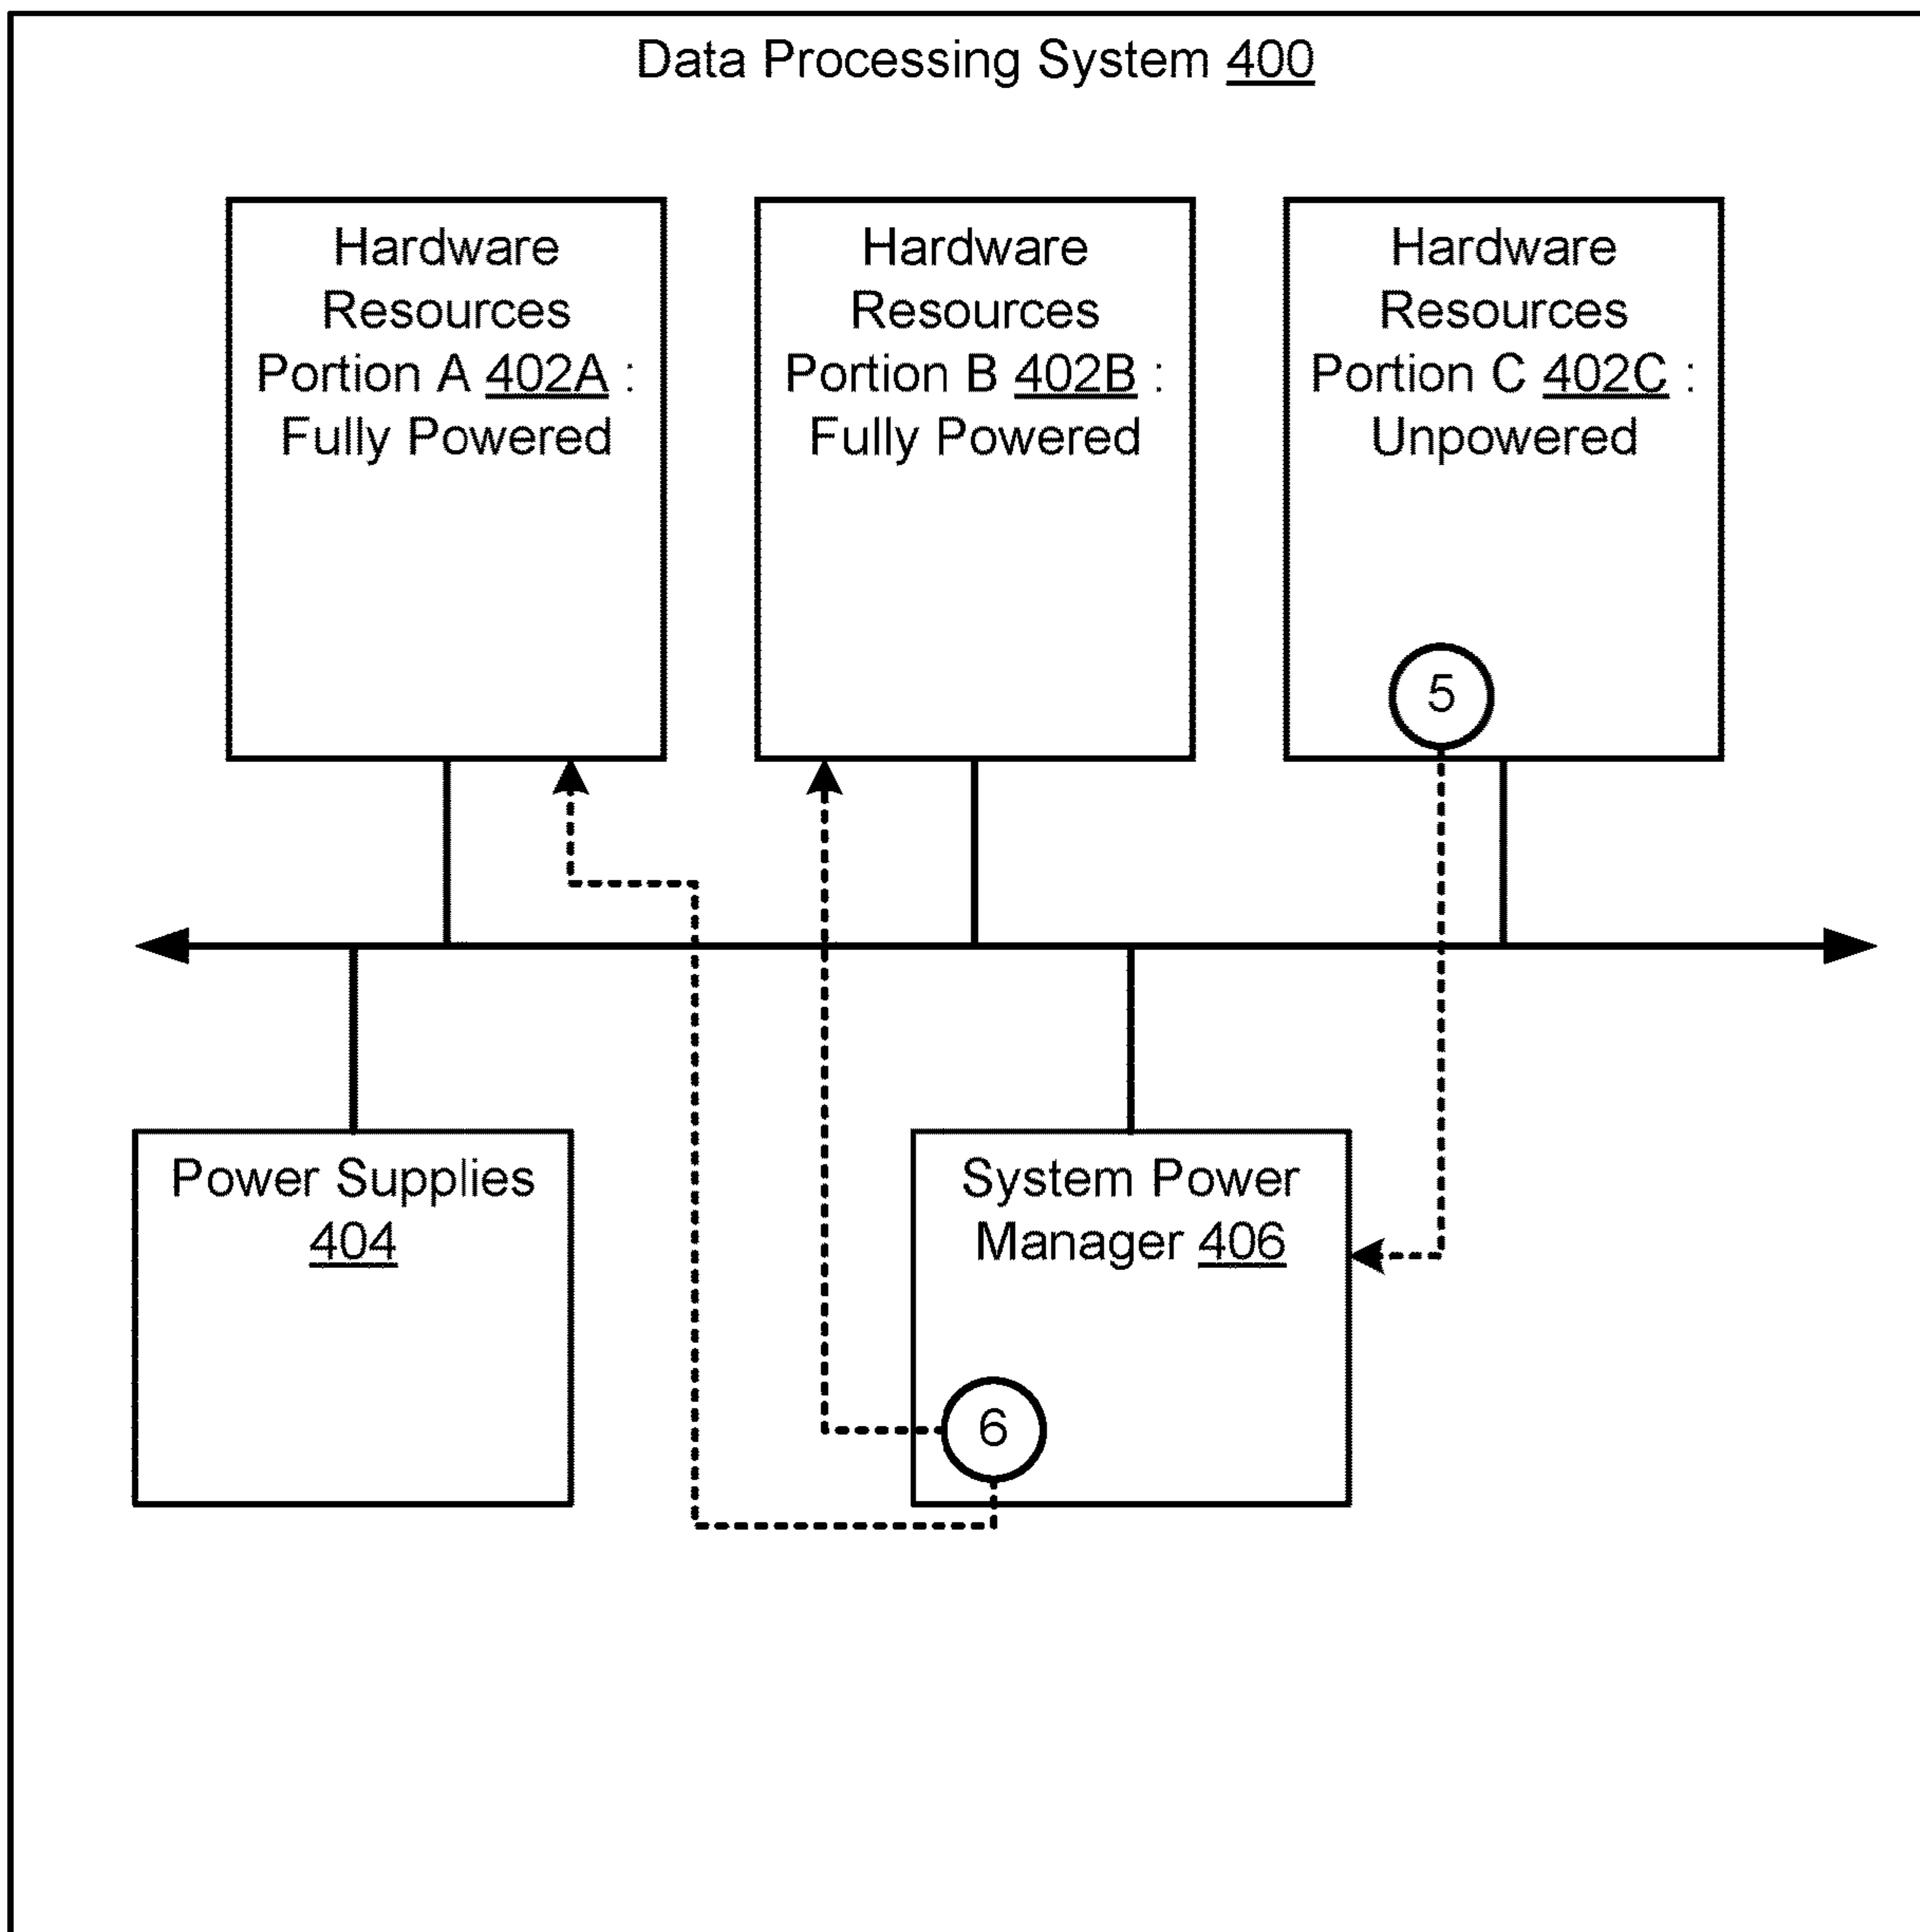 Data Processing System 400
Hardware
Resources
Portion A 402A :
Fully Powered
Hardware
Resources
Portion B 402B :
Fully Powered
Hardware
Resources
Portion C 402C :
Unpowered
5
Power Supplies
404
System Power
Manager 406
6